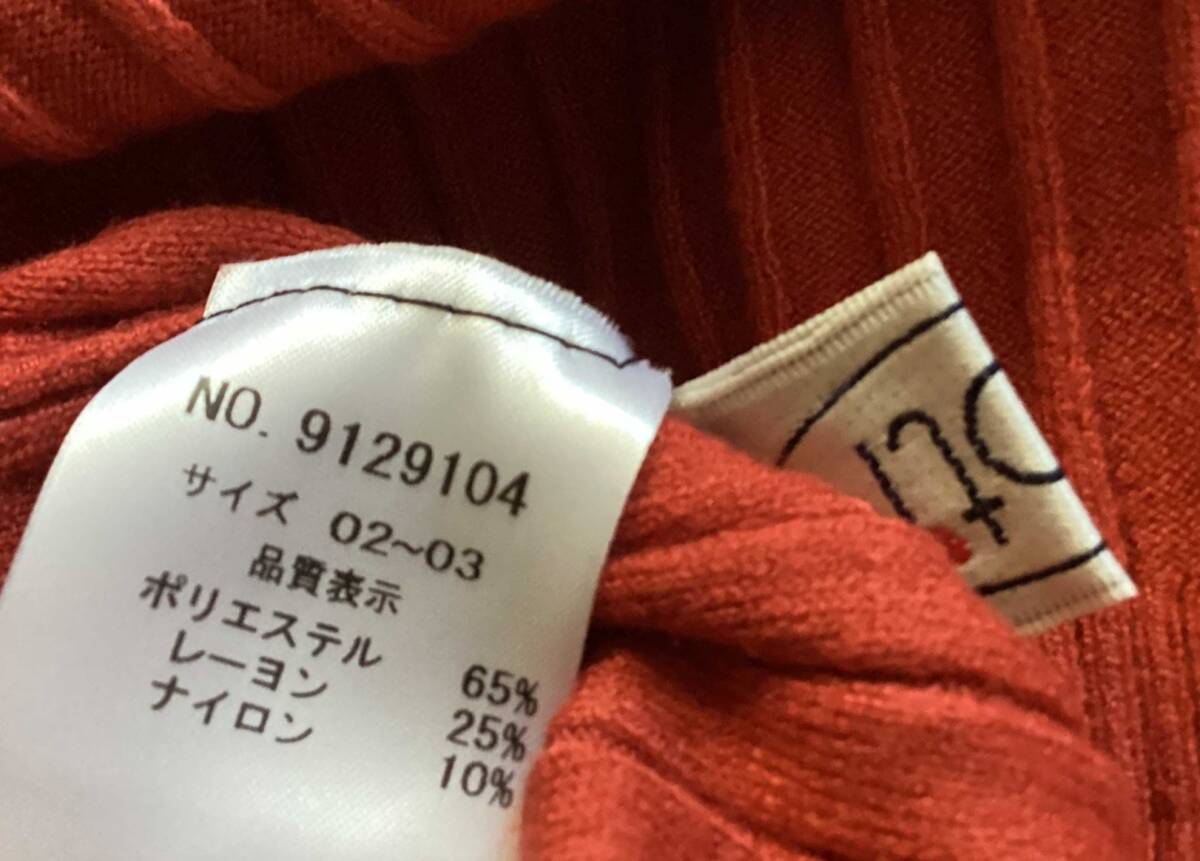 NO. 9129104
サイズ 02~03
品質表示
ポリエステル 65%
レーヨン 25%
ナイロン 10%